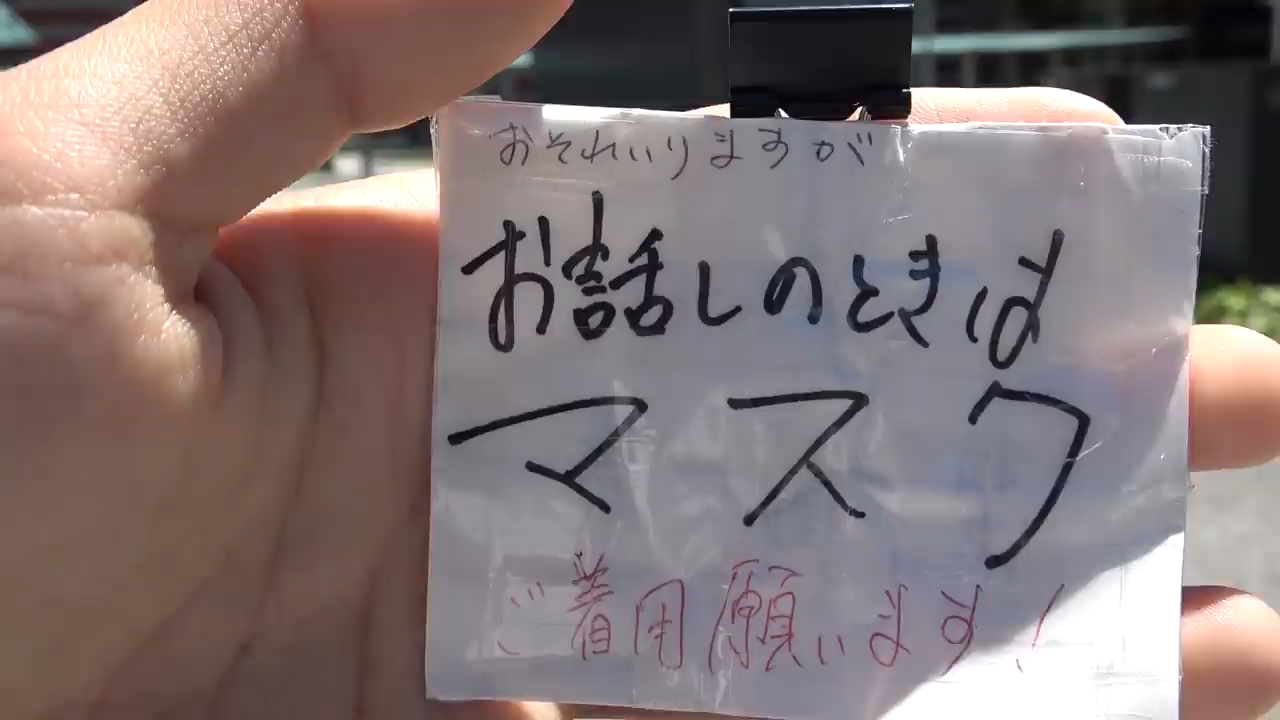 おそれいりますが
お話しのときは
マスク
ご着用願います!